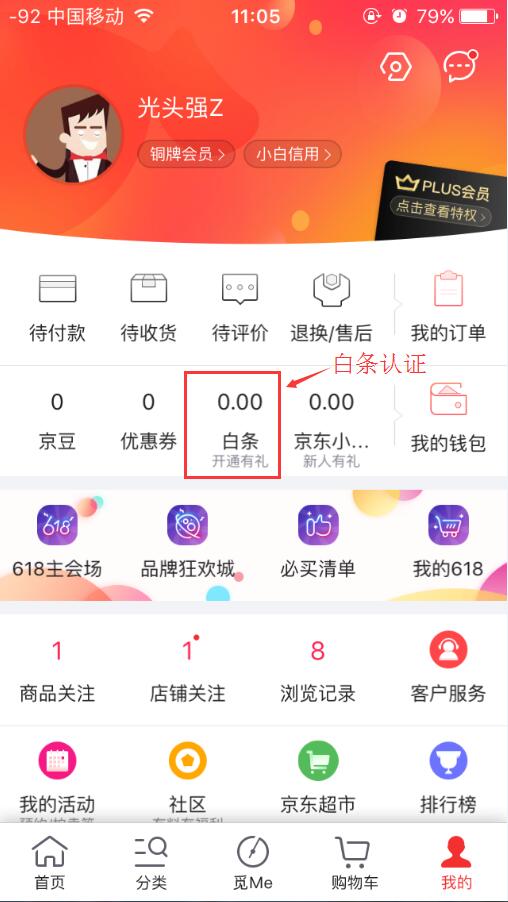 -92 中国移动 11:05 79%
光头强Z
铜牌会员 小白信用
PLUS会员
点击查看特权
待付款 待收货 待评价 退换/售后 我的订单
白条认证
0 0 0.00 0.00
京豆 优惠券 白条 京东小... 我的钱包
开通有礼 新人有礼
618
618主会场 品牌狂欢城 必买清单 我的618
1 1 8
商品关注 店铺关注 浏览记录 客户服务
我的活动 社区 京东超市 排行榜
首页 分类 觅Me 购物车 我的